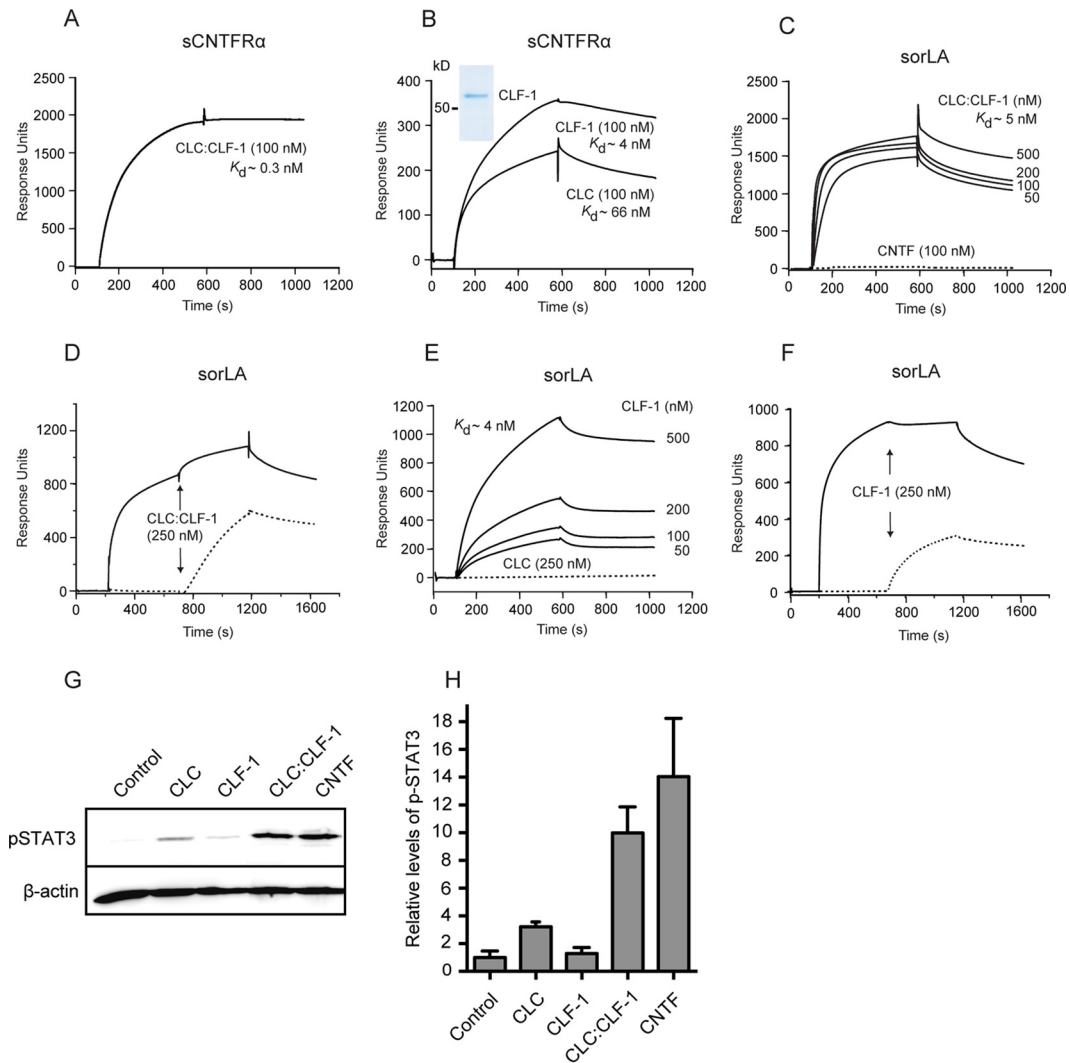 A
sCNTFRα
Response Units
2500
2000
1500
1000
500
0
CLC:CLF-1 (100 nM)
Kd~ 0.3 nM
0 200 400 600 800 1000 1200
Time (s)
B
sCNTFRα
Response Units
400
300
200
100
0
kD
50
CLF-1
CLF-1 (100 nM)
Kd~ 4 nM
CLC (100 nM)
Kd~ 66 nM
0 200 400 600 800 1000 1200
Time (s)
C
sorLA
Response Units
2500
2000
1500
1000
500
0
CLC:CLF-1 (nM)
Kd~ 5 nM
500
200
100
50
CNTF (100 nM)
0 200 400 600 800 1000 1200
Time (s)
D
sorLA
Response Units
1200
800
400
0
CLC:CLF-1
(250 nM)
0 400 800 1200 1600
Time (s)
E
sorLA
Response Units
1200
1000
800
600
400
200
0
Kd~ 4 nM
CLF-1 (nM)
500
200
100
50
CLC (250 nM)
0 200 400 600 800 1000 1200
Time (s)
F
sorLA
Response Units
1000
800
600
400
200
0
CLF-1 (250 nM)
0 400 800 1200 1600
Time (s)
G
Control
CLC
CLF-1
CLC:CLF-1
CNTF
pSTAT3
β-actin
H
Relative levels of p-STAT3
18
16
14
12
10
8
6
4
2
0
Control
CLC
CLF-1
CLC:CLF-1
CNTF